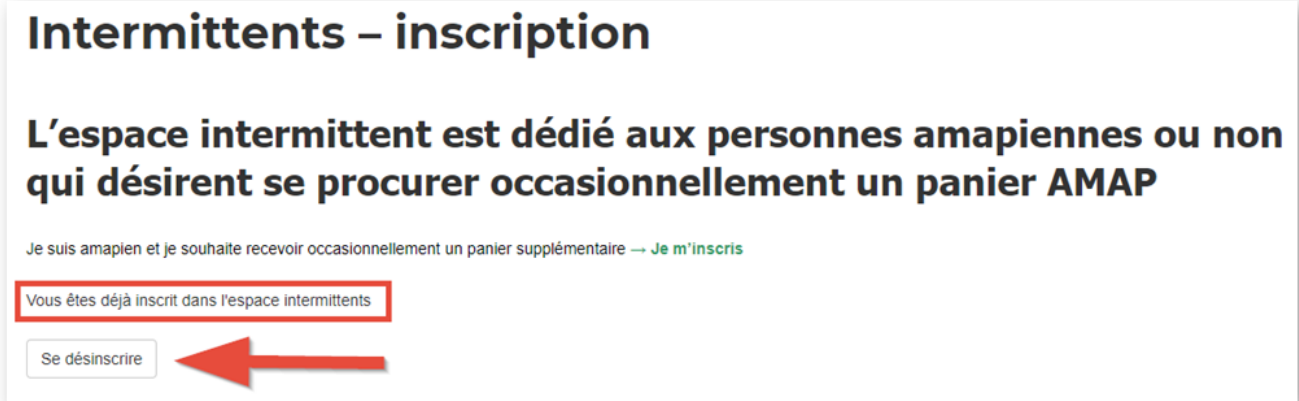 Intermittents – inscription
L’espace intermittent est dédié aux personnes amapiennes ou non
qui désirent se procurer occasionnellement un panier AMAP
Je suis amapien et je souhaite recevoir occasionnellement un panier supplémentaire → Je m’inscris
Vous êtes déjà inscrit dans l'espace intermittents
Se désinscrire